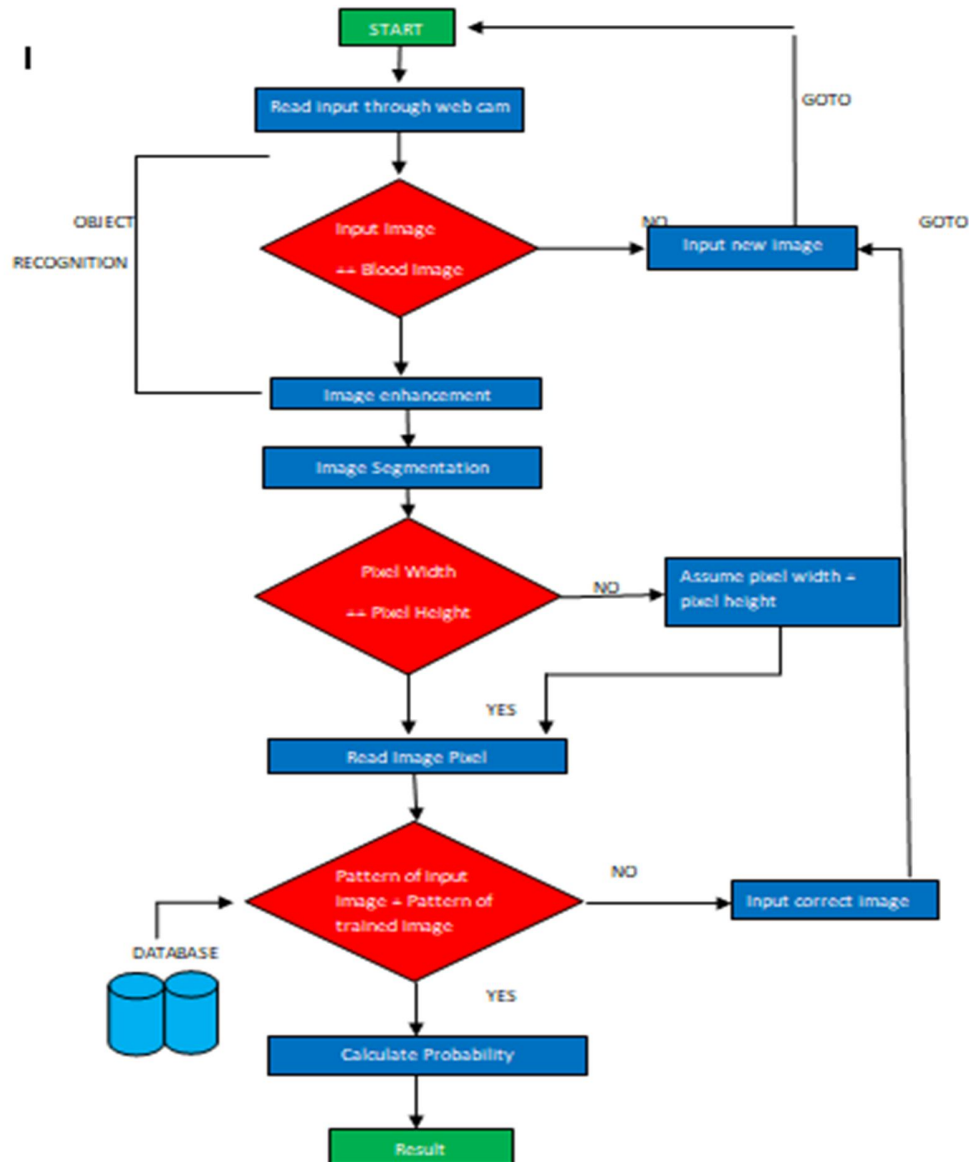 START
I
GOTO
Read input through web cam
OBJECT
RECOGNITION
Input Image
== Blood Image
NO
Input new image
GOTO
Image enhancement
Image Segmentation
Pixel Width
== Pixel Height
NO
Assume pixel width =
pixel height
YES
Read Image Pixel
Pattern of Input
Image = Pattern of
trained Image
NO
Input correct image
DATABASE
YES
Calculate Probability
Result